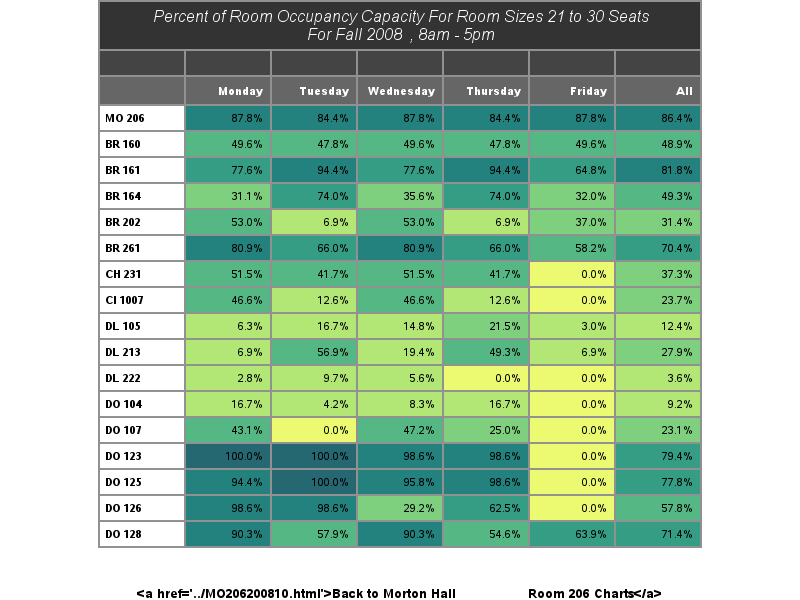 Percent of Room Occupancy Capacity For Room Sizes 21 to 30 Seats
For Fall 2008 , 8am - 5pm
Monday Tuesday Wednesday Thursday Friday All
MO 206 87.8% 84.4% 87.8% 84.4% 87.8% 86.4%
BR 160 49.6% 47.8% 49.6% 47.8% 49.6% 48.9%
BR 161 77.6% 94.4% 77.6% 94.4% 64.8% 81.8%
BR 164 31.1% 74.0% 35.6% 74.0% 32.0% 49.3%
BR 202 53.0% 6.9% 53.0% 6.9% 37.0% 31.4%
BR 261 80.9% 66.0% 80.9% 66.0% 58.2% 70.4%
CH 231 51.5% 41.7% 51.5% 41.7% 0.0% 37.3%
CI 1007 46.6% 12.6% 46.6% 12.6% 0.0% 23.7%
DL 105 6.3% 16.7% 14.8% 21.5% 3.0% 12.4%
DL 213 6.9% 56.9% 19.4% 49.3% 6.9% 27.9%
DL 222 2.8% 9.7% 5.6% 0.0% 0.0% 3.6%
DO 104 16.7% 4.2% 8.3% 16.7% 0.0% 9.2%
DO 107 43.1% 0.0% 47.2% 25.0% 0.0% 23.1%
DO 123 100.0% 100.0% 98.6% 98.6% 0.0% 79.4%
DO 125 94.4% 100.0% 95.8% 98.6% 0.0% 77.8%
DO 126 98.6% 98.6% 29.2% 62.5% 0.0% 57.8%
DO 128 90.3% 57.9% 90.3% 54.6% 63.9% 71.4%
<a href='../MO206200810.html'>Back to Morton Hall Room 206 Charts</a>